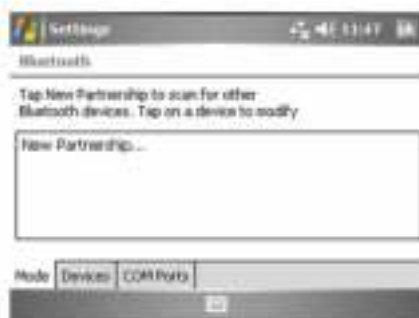 Settings 11:47 ok
Bluetooth
Tap New Partnership to scan for other
Bluetooth devices. Tap on a device to modify
New Partnership...
Mode Devices COM Ports